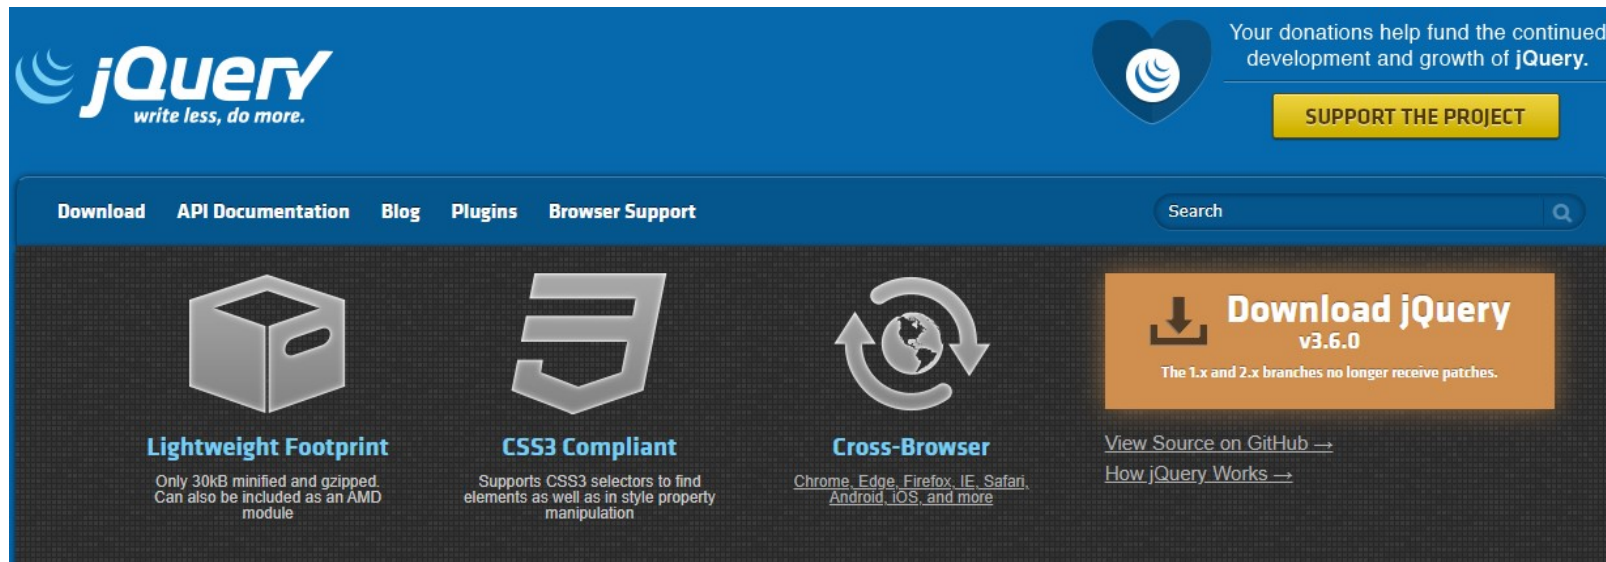 jQuery
write less, do more.
Your donations help fund the continued
development and growth of jQuery.
SUPPORT THE PROJECT
Download API Documentation Blog Plugins Browser Support
Search
Lightweight Footprint
Only 30kB minified and gzipped.
Can also be included as an AMD
module
CSS3 Compliant
Supports CSS3 selectors to find
elements as well as in style property
manipulation
Cross-Browser
Chrome, Edge, Firefox, IE, Safari,
Android, iOS, and more
Download jQuery
v3.6.0
The 1.x and 2.x branches no longer receive patches.
View Source on GitHub →
How jQuery Works →